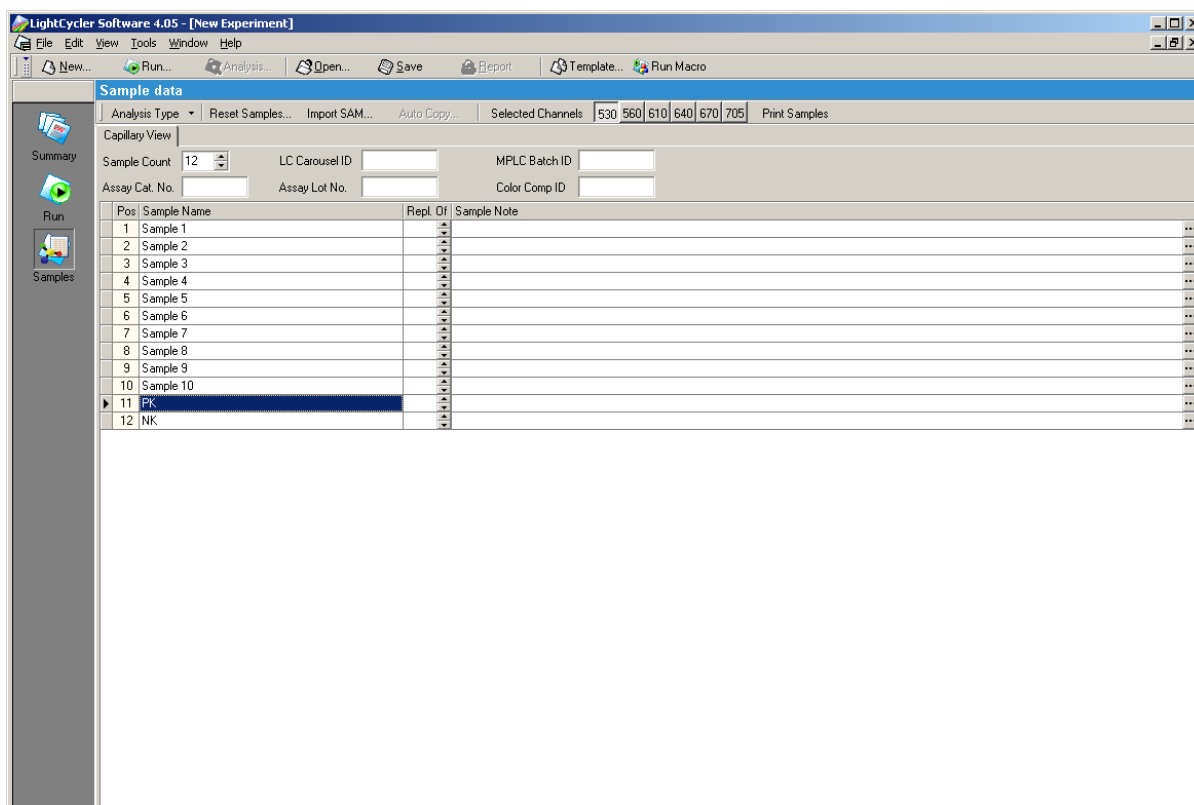 LightCycler Software 4.05 - [New Experiment]
File Edit View Tools Window Help
New... Run... Analysis... Open... Save Report Template... Run Macro
Sample data
Analysis Type Reset Samples... Import SAM... Auto Copy... Selected Channels 530 560 610 640 670 705 Print Samples
Capillary View
Summary
Run
Samples
Sample Count 12 LC Carousel ID MPLC Batch ID
Assay Cat. No. Assay Lot No. Color Comp ID
Pos Sample Name Repl. Of Sample Note
1 Sample 1
2 Sample 2
3 Sample 3
4 Sample 4
5 Sample 5
6 Sample 6
7 Sample 7
8 Sample 8
9 Sample 9
10 Sample 10
11 PK
12 NK